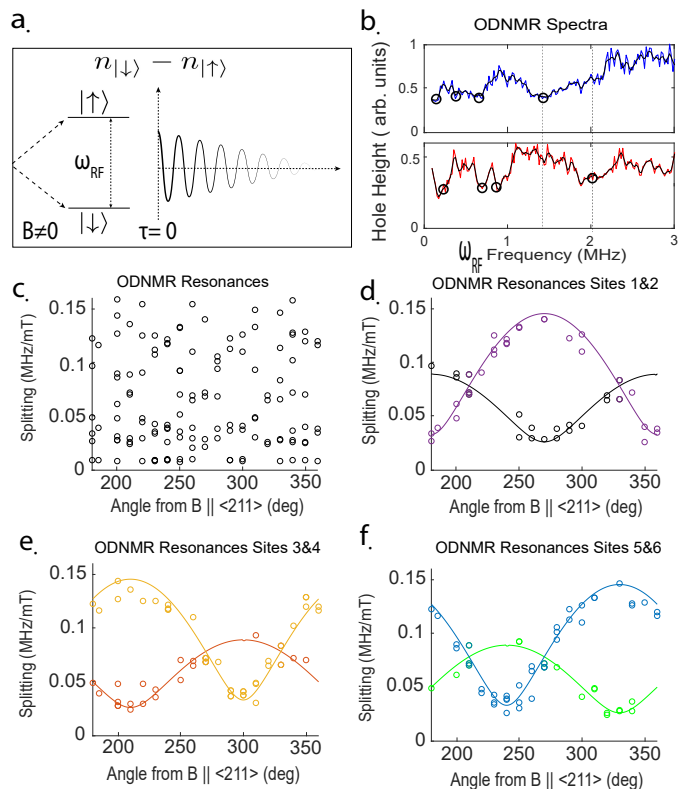 a.
n|↓⟩ − n|↑⟩
|↑⟩
ωRF
|↓⟩
B≠0
τ= 0
b.
ODNMR Spectra
Hole Height ( arb. units)
1
0.5
0
0.5
0
0
1
2
3
ωRF Frequency (MHz)
c.
ODNMR Resonances
Splitting (MHz/mT)
0.15
0.1
0.05
0
200
250
300
350
Angle from B || <211> (deg)
d.
ODNMR Resonances Sites 1&2
Splitting (MHz/mT)
0.15
0.1
0.05
0
200
250
300
350
Angle from B || <211> (deg)
e.
ODNMR Resonances Sites 3&4
Splitting (MHz/mT)
0.15
0.1
0.05
0
200
250
300
350
Angle from B || <211> (deg)
f.
ODNMR Resonances Sites 5&6
Splitting (MHz/mT)
0.15
0.1
0.05
0
200
250
300
350
Angle from B || <211> (deg)